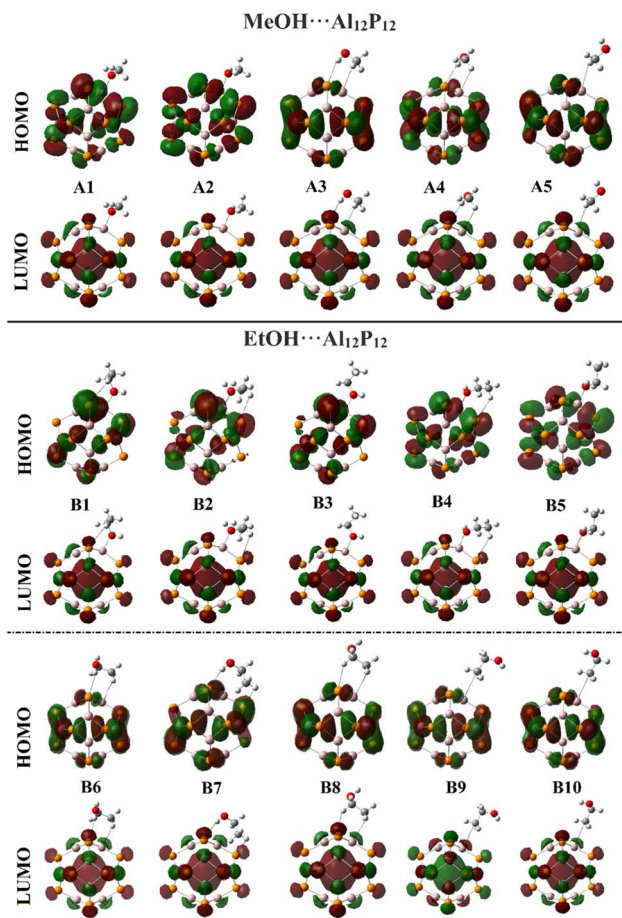 MeOH···Al₁₂P₁₂
HOMO
A1 A2 A3 A4 A5
LUMO
EtOH···Al₁₂P₁₂
HOMO
B1 B2 B3 B4 B5
LUMO
HOMO
B6 B7 B8 B9 B10
LUMO